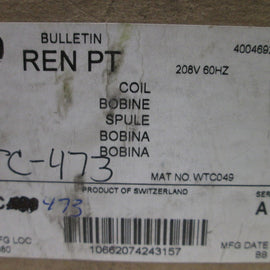 BULLETIN
REN PT
400469
208V 60HZ
COIL
BOBINE
SPULE
BOBINA
BOBINA
TC-473
MAT NO. WTC049
PRODUCT OF SWITZERLAND
473
SER
A
MFG LOC
MFG DATE
10662074243157